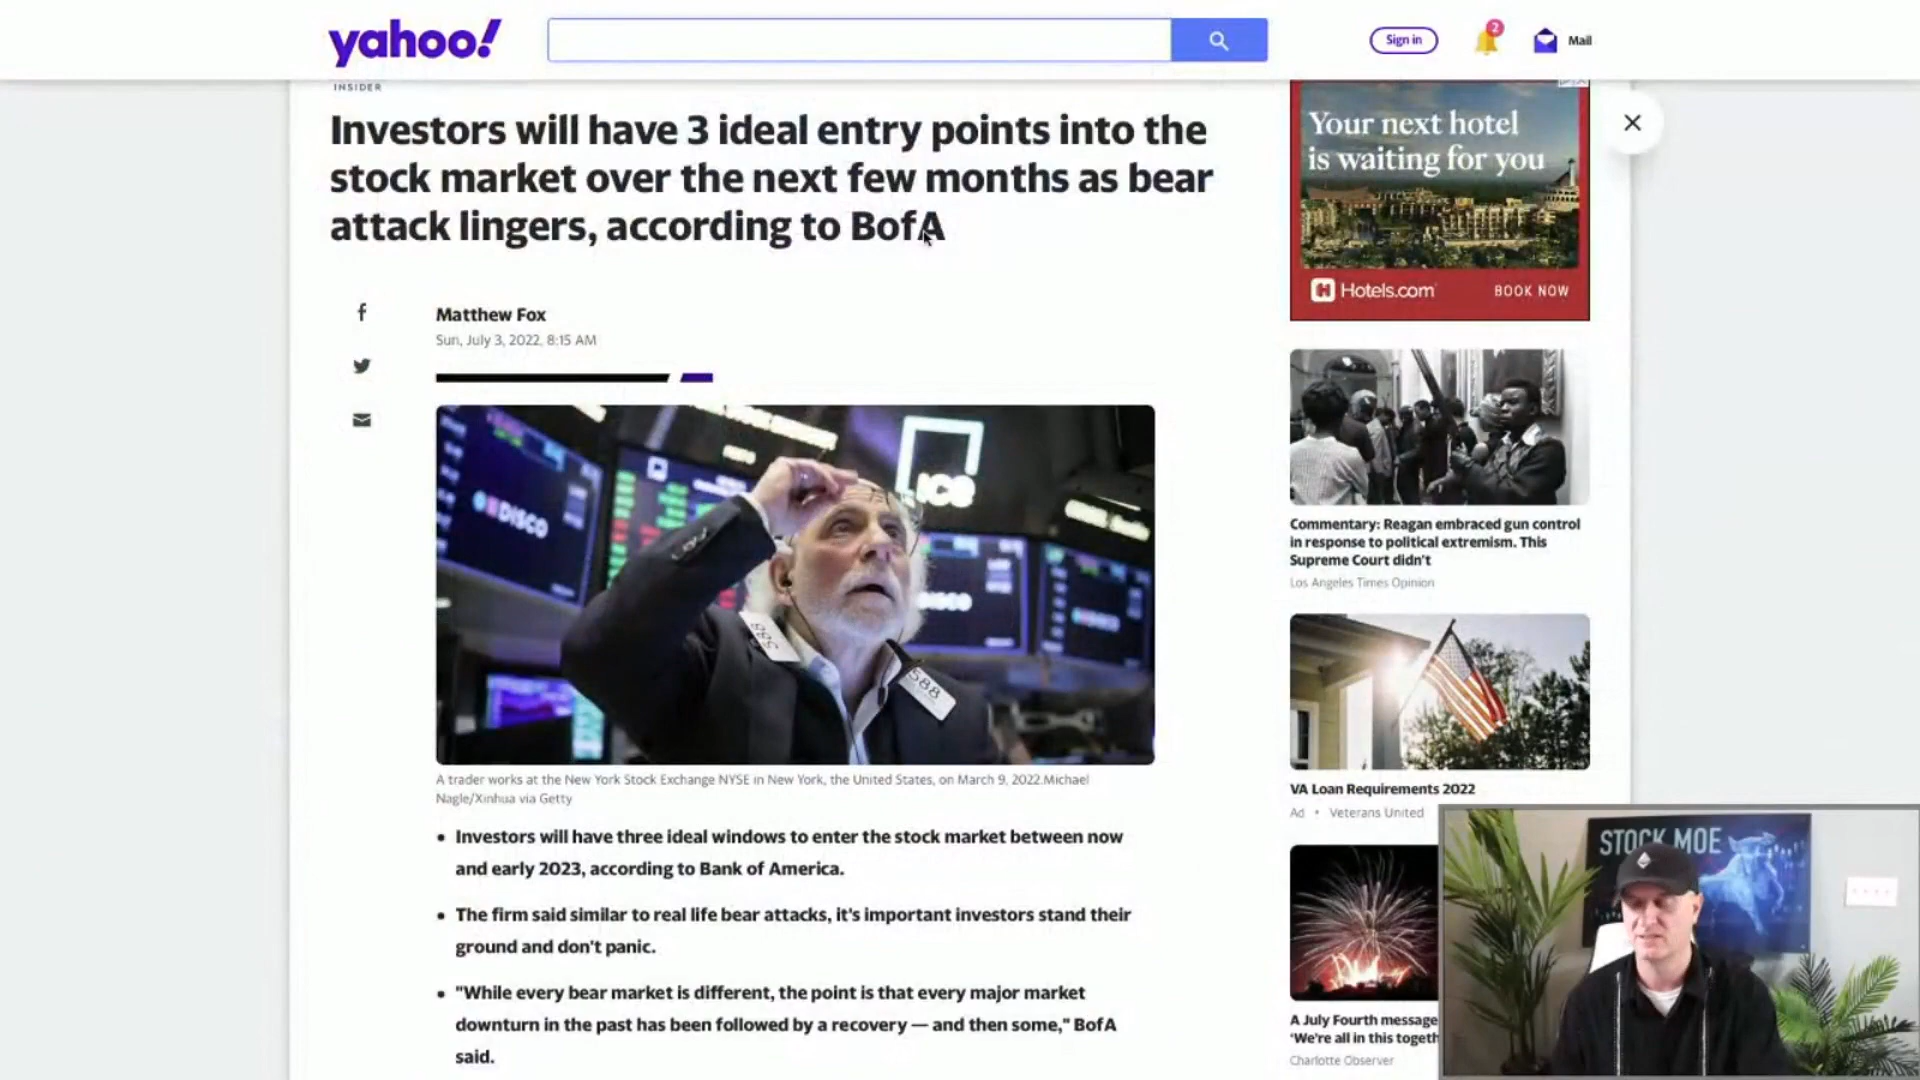 yahoo!
Sign in
2
Mail
INSIDER
Investors will have 3 ideal entry points into the
stock market over the next few months as bear
attack lingers, according to BofA
Matthew Fox
Sun, July 3, 2022, 8:15 AM
DISCO
ICE
588
588
A trader works at the New York Stock Exchange NYSE in New York, the United States, on March 9, 2022.Michael
Nagle/Xinhua via Getty
• Investors will have three ideal windows to enter the stock market between now
and early 2023, according to Bank of America.
• The firm said similar to real life bear attacks, it's important investors stand their
ground and don't panic.
• "While every bear market is different, the point is that every major market
downturn in the past has been followed by a recovery — and then some," BofA
said.
Your next hotel
is waiting for you
Hotels.com
BOOK NOW
Commentary: Reagan embraced gun control
in response to political extremism. This
Supreme Court didn't
Los Angeles Times Opinion
VA Loan Requirements 2022
Ad • Veterans United
A July Fourth message
'We're all in this togeth
Charlotte Observer
STOCK MOE